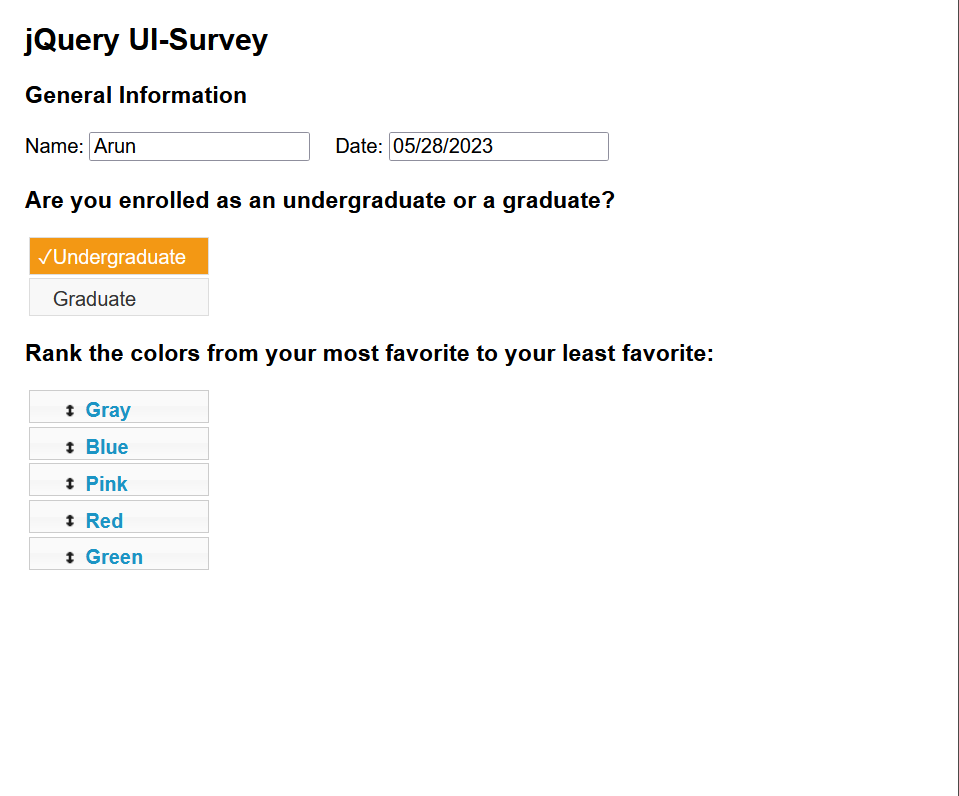 jQuery UI-Survey
General Information
Name: Arun Date: 05/28/2023
Are you enrolled as an undergraduate or a graduate?
✓Undergraduate
Graduate
Rank the colors from your most favorite to your least favorite:
Gray
Blue
Pink
Red
Green